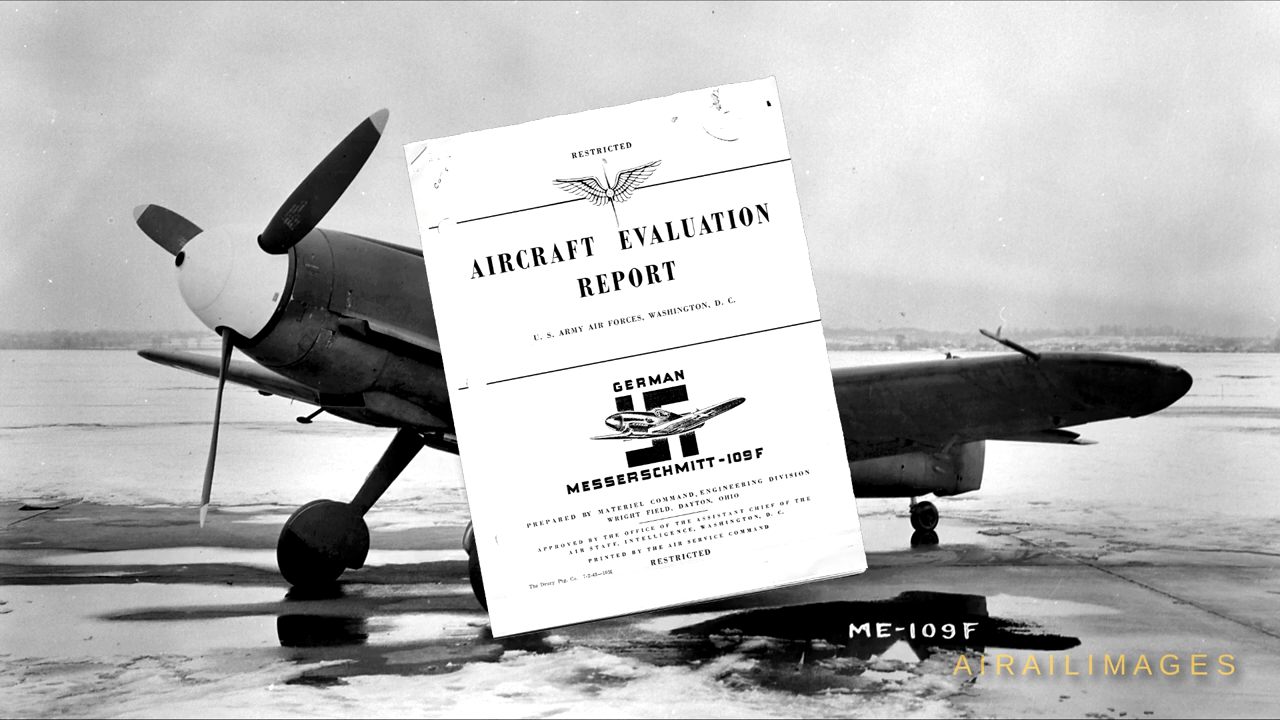 RESTRICTED
AIRCRAFT EVALUATION
REPORT
U. S. ARMY AIR FORCES, WASHINGTON, D. C.
GERMAN
MESSERSCHMITT-109F
PREPARED BY MATERIEL COMMAND, ENGINEERING DIVISION
WRIGHT FIELD, DAYTON, OHIO
APPROVED BY THE OFFICE OF THE ASSISTANT CHIEF OF THE
AIR STAFF, INTELLIGENCE, WASHINGTON, D. C.
PRINTED BY THE AIR SERVICE COMMAND
RESTRICTED
ME-109F
AIRAILIMAGES